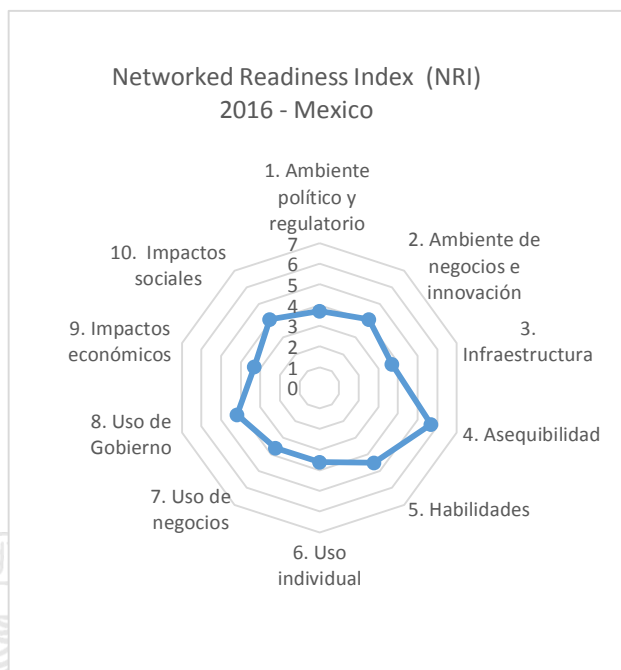 Networked Readiness Index (NRI)
2016 - Mexico
1. Ambiente
político y
regulatorio
2. Ambiente de
negocios e
innovación
3.
Infraestructura
4. Asequibilidad
5. Habilidades
6. Uso
individual
7. Uso de
negocios
8. Uso de
Gobierno
9. Impactos
económicos
10. Impactos
sociales
7
6
5
4
3
2
1
0